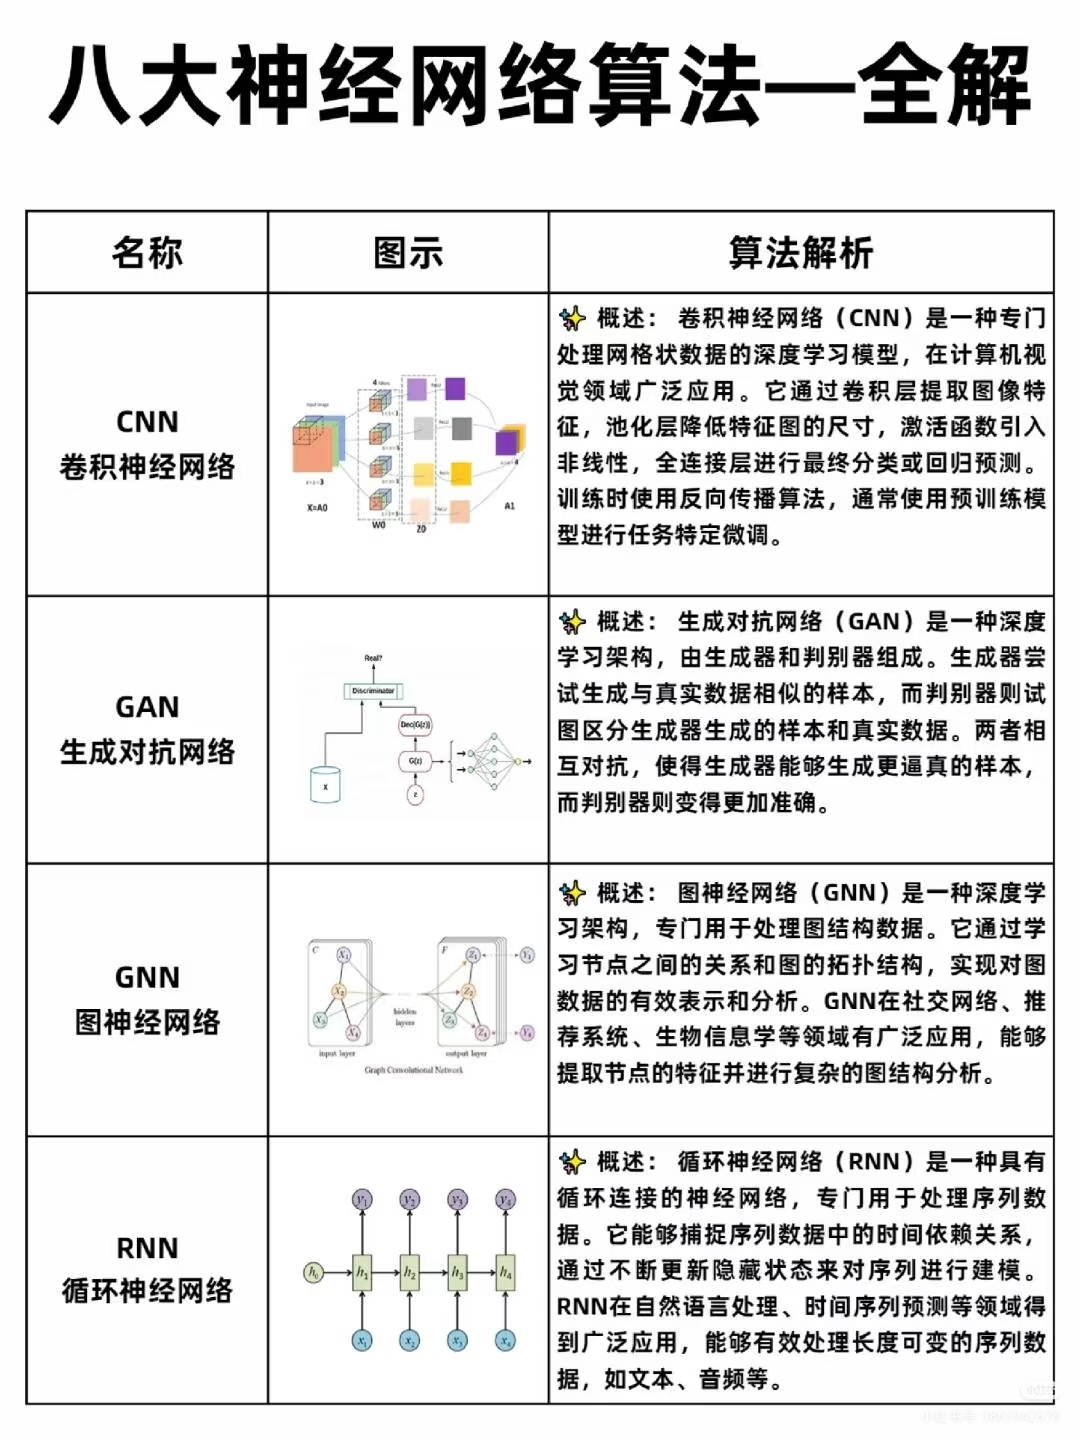 八大神经网络算法—全解
名称
图示
算法解析
CNN
卷积神经网络
4 filters
Input image
X=A0
W0
Z0
A1
✨ 概述： 卷积神经网络（CNN）是一种专门
处理网格状数据的深度学习模型，在计算机视
觉领域广泛应用。它通过卷积层提取图像特
征，池化层降低特征图的尺寸，激活函数引入
非线性，全连接层进行最终分类或回归预测。
训练时使用反向传播算法，通常使用预训练模
型进行任务特定微调。
GAN
生成对抗网络
Real?
Discriminator
Dec(G(z))
G(z)
X
z
✨ 概述： 生成对抗网络（GAN）是一种深度
学习架构，由生成器和判别器组成。生成器尝
试生成与真实数据相似的样本，而判别器则试
图区分生成器生成的样本和真实数据。两者相
互对抗，使得生成器能够生成更逼真的样本，
而判别器则变得更加准确。
GNN
图神经网络
C
F
X₁
X₂
X₃
X₄
Z₁
Z₂
Z₃
Z₄
Y₁
Y₄
hidden
layers
input layer
output layer
Graph Convolutional Network
✨ 概述： 图神经网络（GNN）是一种深度学
习架构，专门用于处理图结构数据。它通过学
习节点之间的关系和图的拓扑结构，实现对图
数据的有效表示和分析。GNN在社交网络、推
荐系统、生物信息学等领域有广泛应用，能够
提取节点的特征并进行复杂的图结构分析。
RNN
循环神经网络
y₁ y₂ y₃ y₄
h₀ h₁ h₂ h₃ h₄
x₁ x₂ x₃ x₄
✨ 概述： 循环神经网络（RNN）是一种具有
循环连接的神经网络，专门用于处理序列数
据。它能够捕捉序列数据中的时间依赖关系，
通过不断更新隐藏状态来对序列进行建模。
RNN在自然语言处理、时间序列预测等领域得
到广泛应用，能够有效处理长度可变的序列数
据，如文本、音频等。
小红书